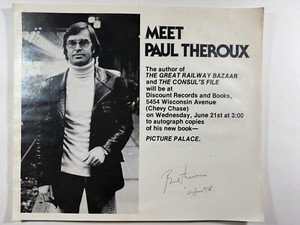 MEET
PAUL THEROUX
The author of
THE GREAT RAILWAY BAZAAR
and THE CONSUL'S FILE
will be at
Discount Records and Books,
5454 Wisconsin Avenue
(Chevy Chase)
on Wednesday, June 21st at 3:00
to autograph copies
of his new book—
PICTURE PALACE.
Paul Theroux